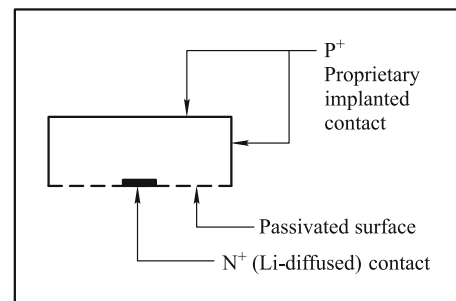 P+
Proprietary
implanted
contact
Passivated surface
N+ (Li-diffused) contact